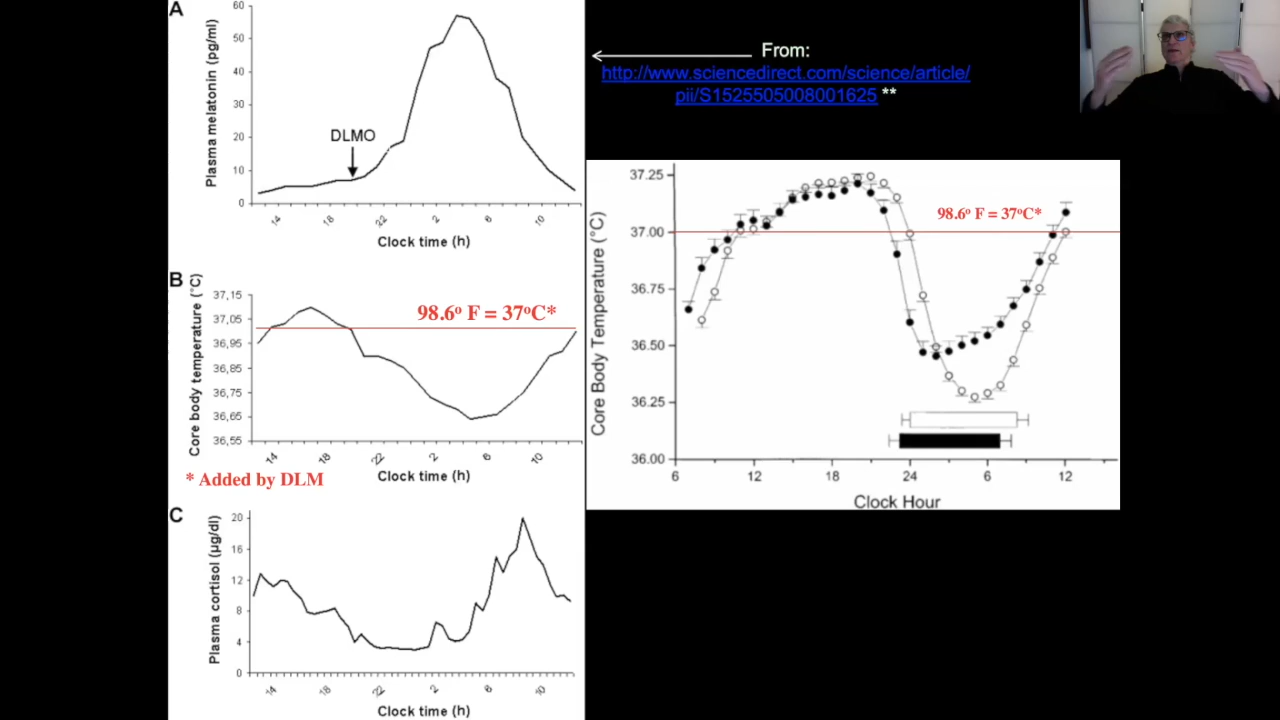 A
Plasma melatonin (pg/ml)
60
50
40
30
20
10
0
DLMO
14
18
22
2
6
10
Clock time (h)
From:
http://www.sciencedirect.com/science/article/
pii/S1525505008001625 **
B
Core body temperature (°C)
37,15
37,05
36,95
36,85
36,75
36,65
36,55
98.6º F = 37ºC*
14
18
22
2
6
10
* Added by DLM
Clock time (h)
Core Body Temperature (°C)
37.25
37.00
36.75
36.50
36.25
36.00
98.6º F = 37ºC*
6
12
18
24
6
12
Clock Hour
C
Plasma cortisol (µg/dl)
20
16
12
8
4
0
14
18
22
2
6
10
Clock time (h)